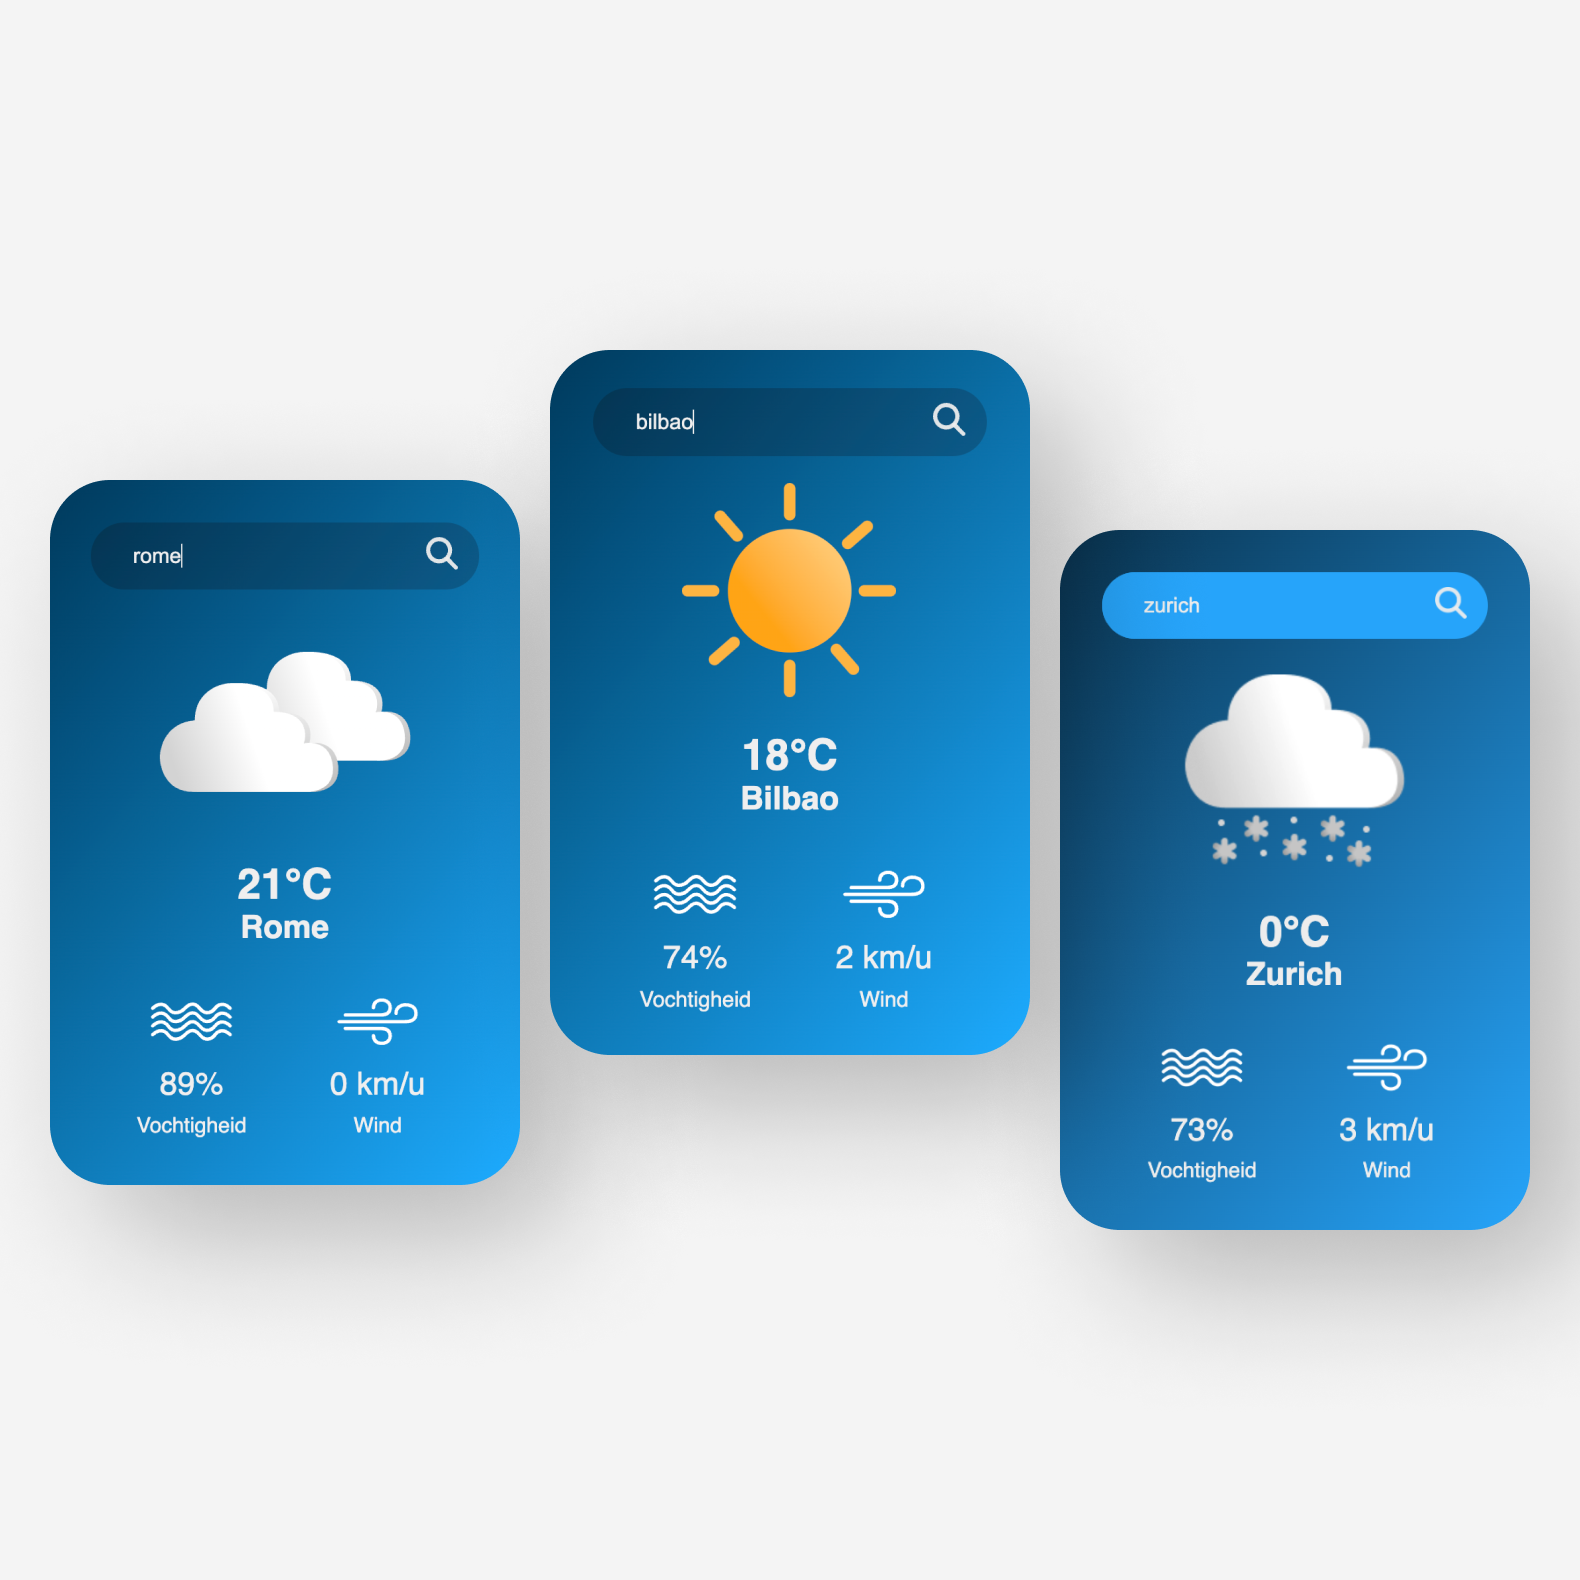 rome
21°C
Rome
89%
Vochtigheid
0 km/u
Wind
bilbao
18°C
Bilbao
74%
Vochtigheid
2 km/u
Wind
zurich
0°C
Zurich
73%
Vochtigheid
3 km/u
Wind